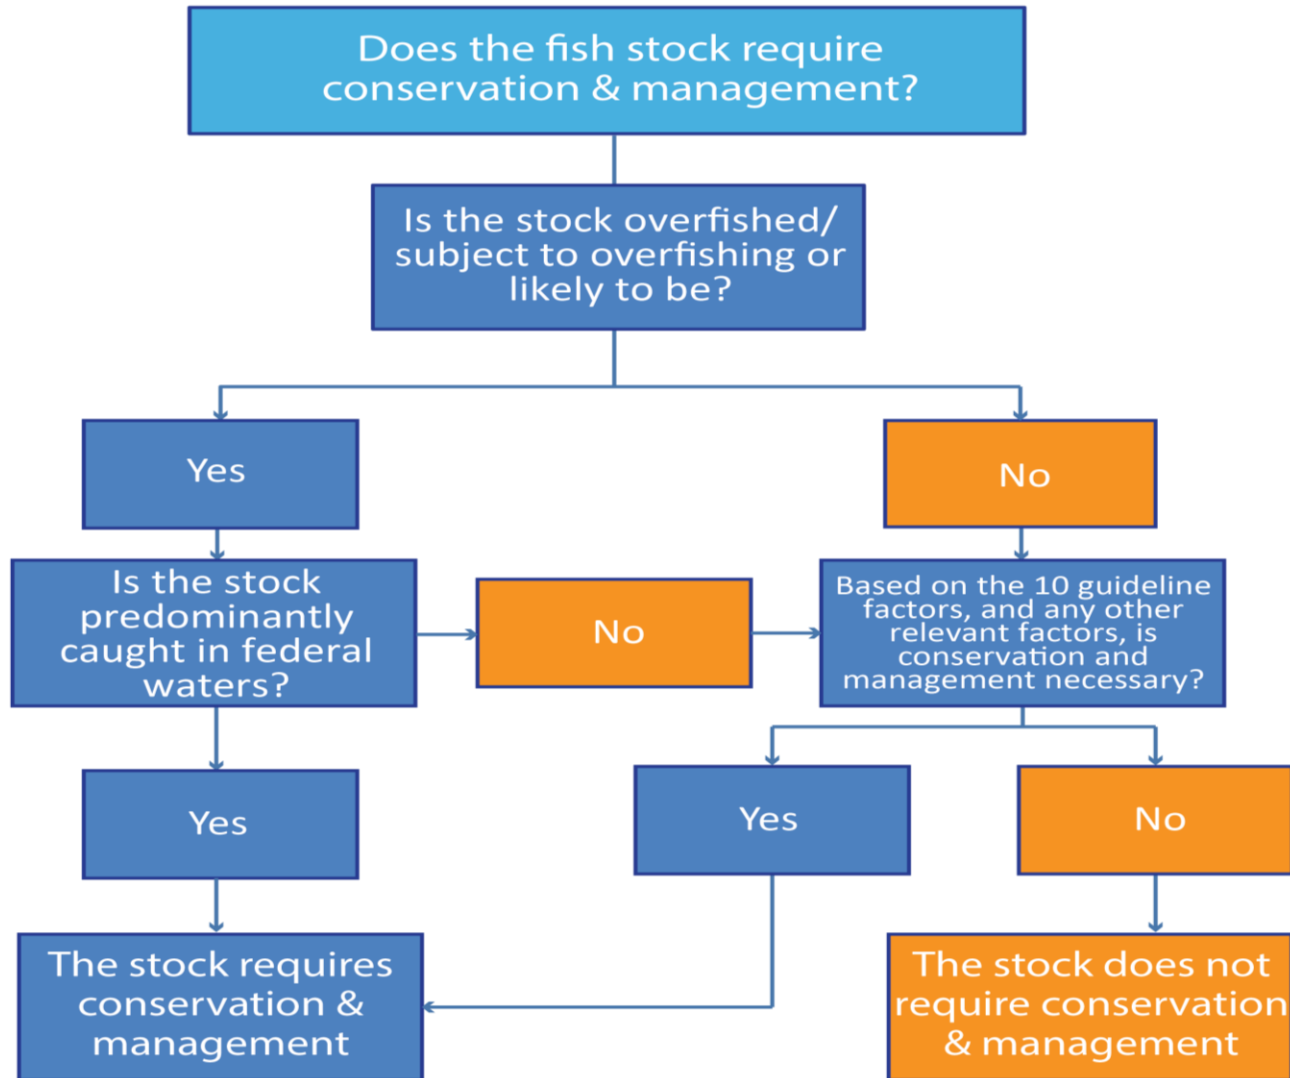 Does the fish stock require
conservation & management?
Is the stock overfished/
subject to overfishing or
likely to be?
Yes
No
Is the stock
predominantly
caught in federal
waters?
No
Based on the 10 guideline
factors, and any other
relevant factors, is
conservation and
management necessary?
Yes
Yes
No
The stock requires
conservation &
management
The stock does not
require conservation
& management